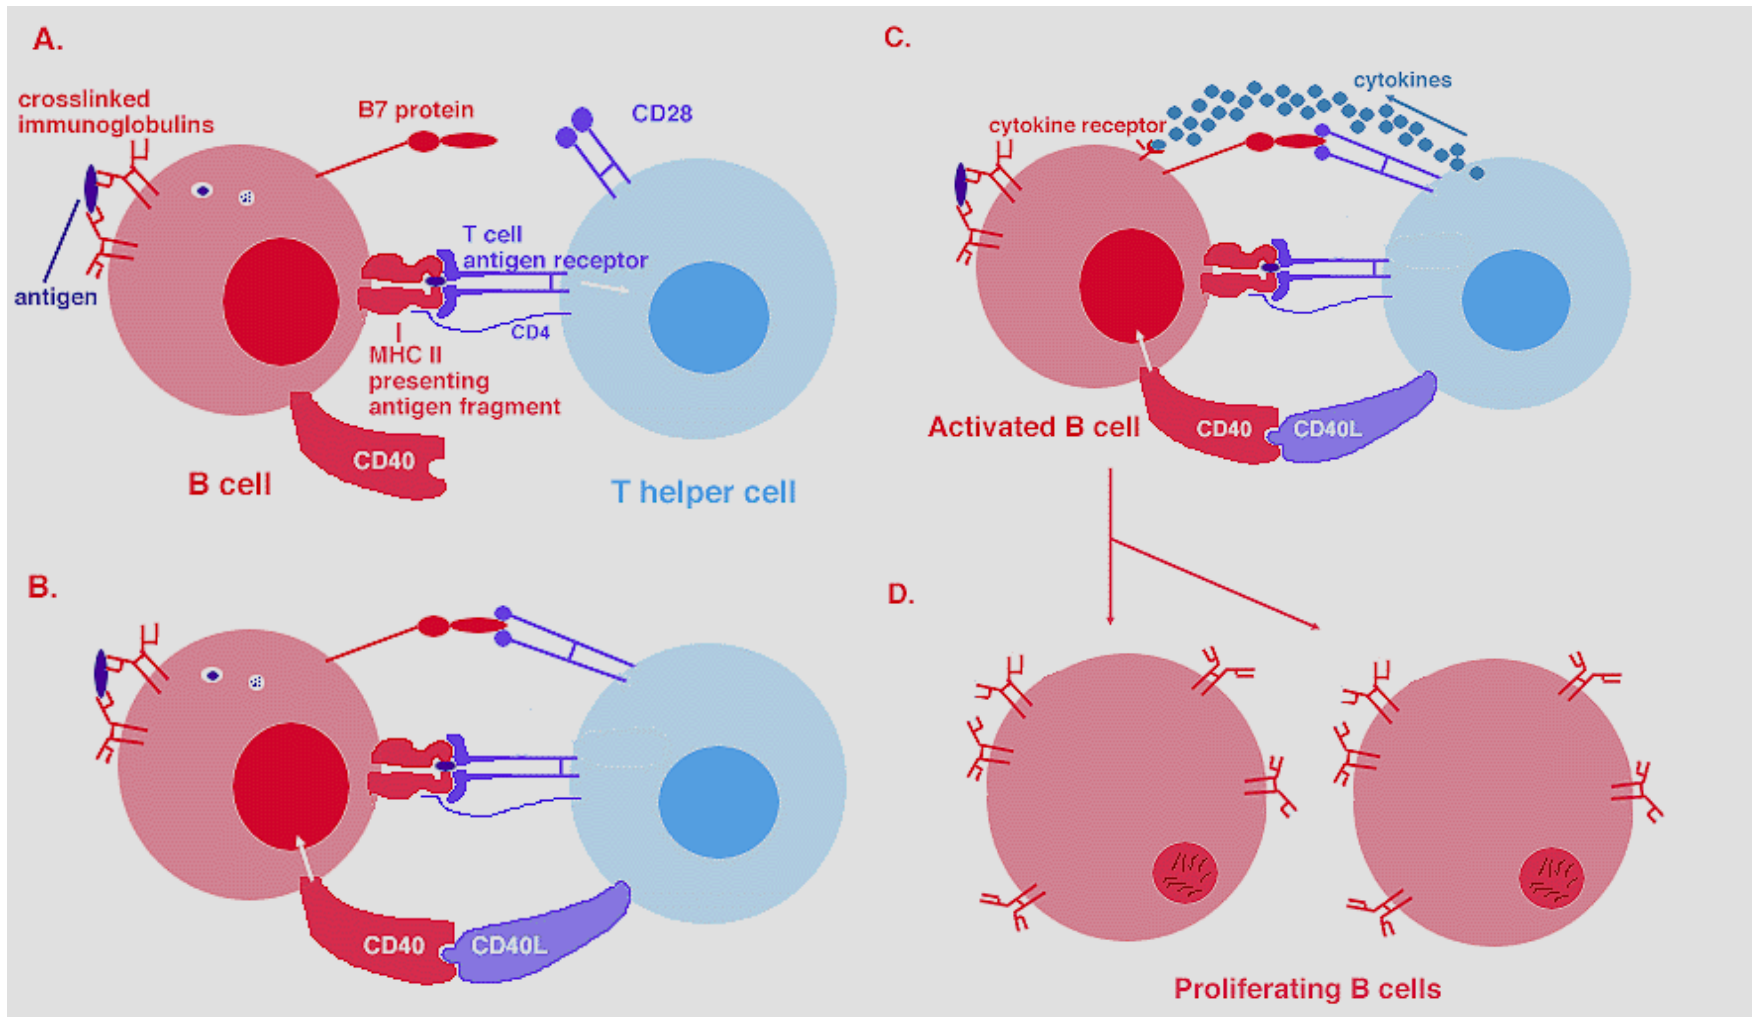 A.
crosslinked
immunoglobulins
B7 protein
CD28
T cell
antigen receptor
antigen
CD4
MHC II
presenting
antigen fragment
CD40
B cell
T helper cell
B.
CD40
CD40L
C.
cytokines
cytokine receptor
Activated B cell
CD40
CD40L
D.
Proliferating B cells